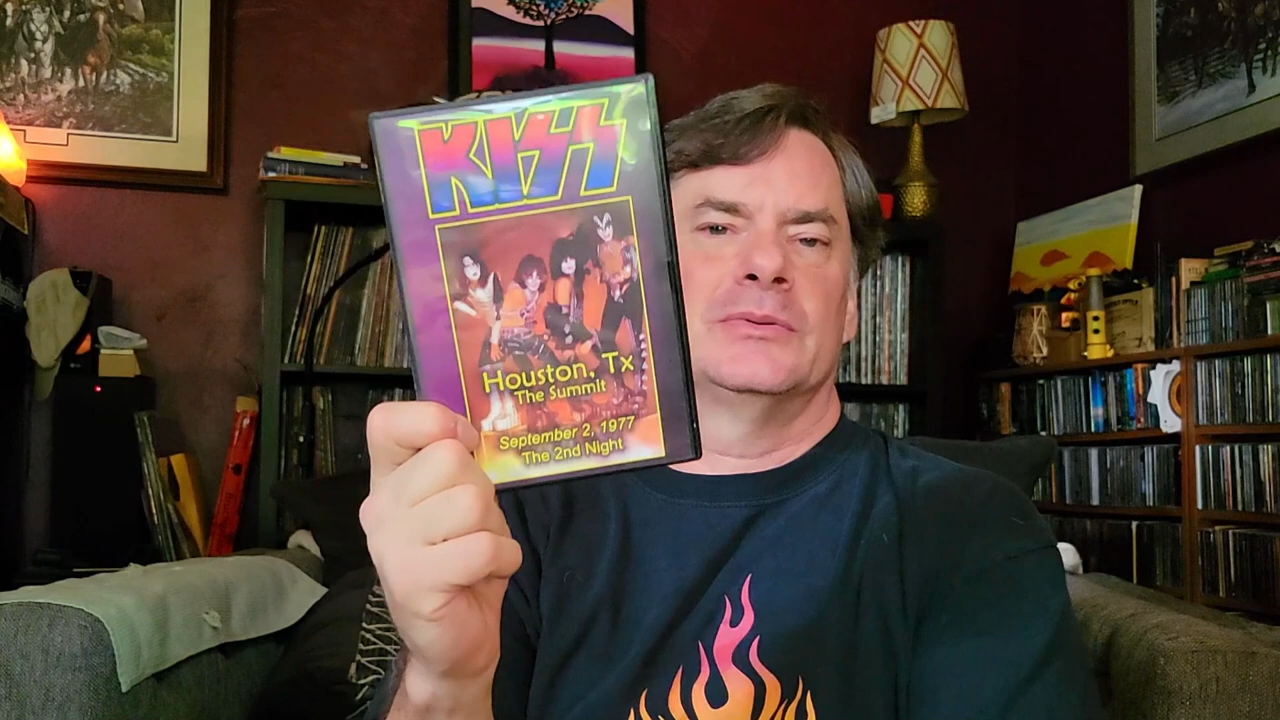 KISS
Houston, Tx
The Summit
September 2, 1977
The 2nd Night